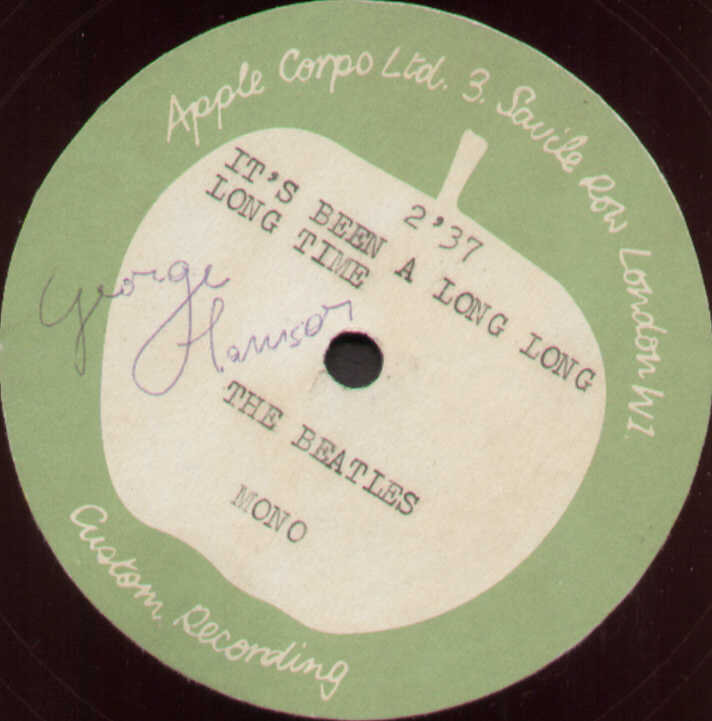 Apple Corps Ltd. 3. Savile Row London W1.
2'37
IT'S BEEN A LONG LONG
LONG TIME
George
Harrison
THE BEATLES
MONO
Custom Recording